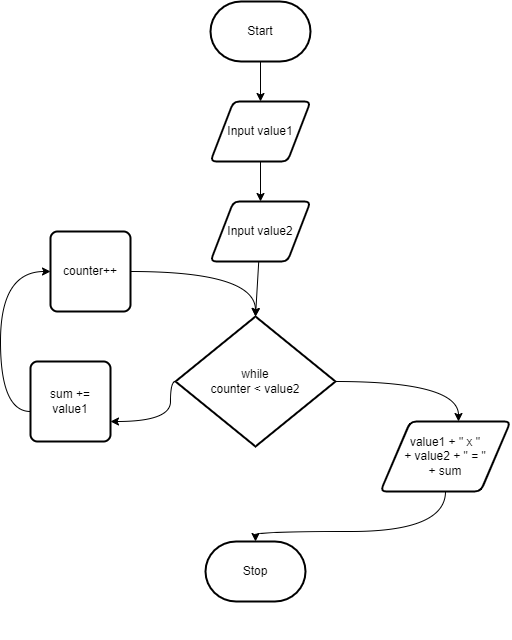 Start
Input value1
Input value2
counter++
while
counter < value2
sum +=
value1
value1 + " x "
+ value2 + " = "
+ sum
Stop